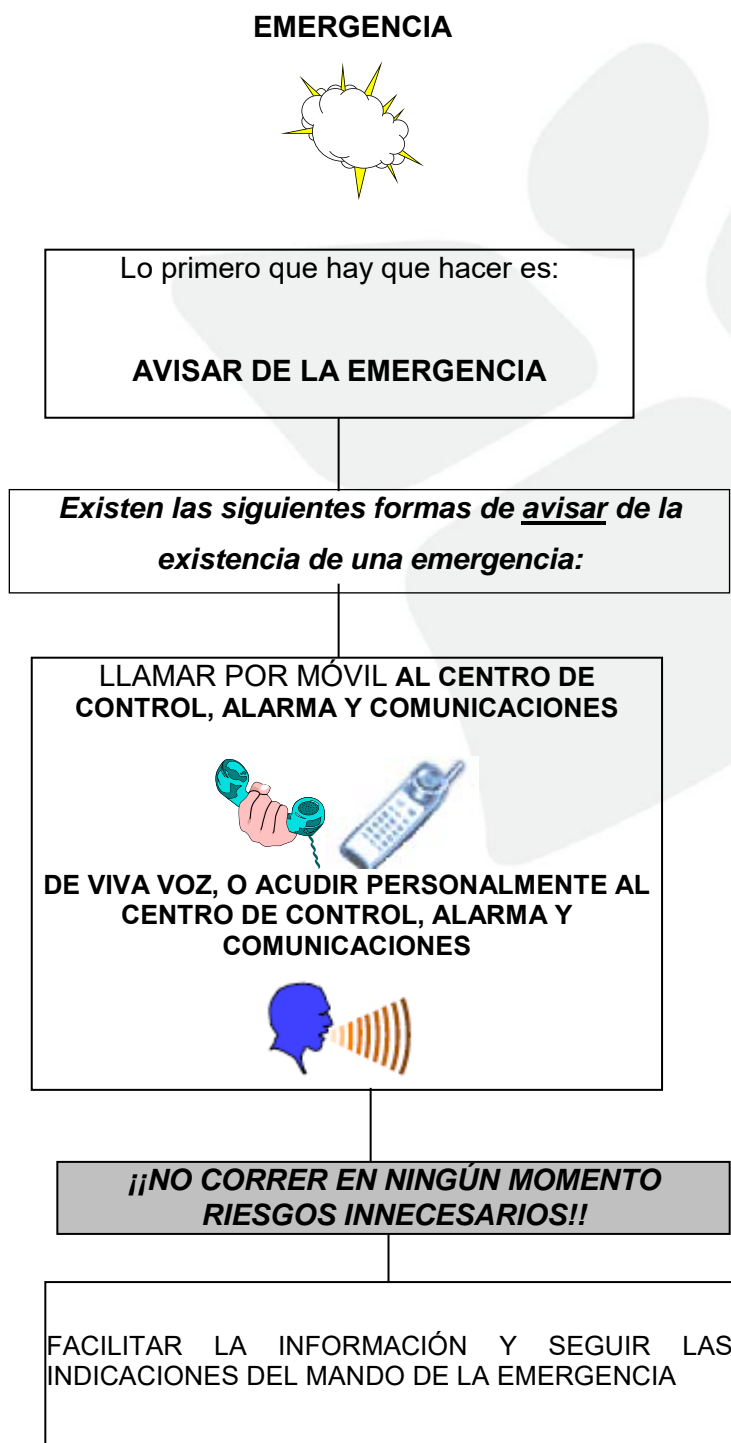 EMERGENCIA
Lo primero que hay que hacer es:
AVISAR DE LA EMERGENCIA
Existen las siguientes formas de avisar de la
existencia de una emergencia:
LLAMAR POR MÓVIL AL CENTRO DE
CONTROL, ALARMA Y COMUNICACIONES
DE VIVA VOZ, O ACUDIR PERSONALMENTE AL
CENTRO DE CONTROL, ALARMA Y
COMUNICACIONES
¡¡NO CORRER EN NINGÚN MOMENTO
RIESGOS INNECESARIOS!!
FACILITAR LA INFORMACIÓN Y SEGUIR LAS
INDICACIONES DEL MANDO DE LA EMERGENCIA